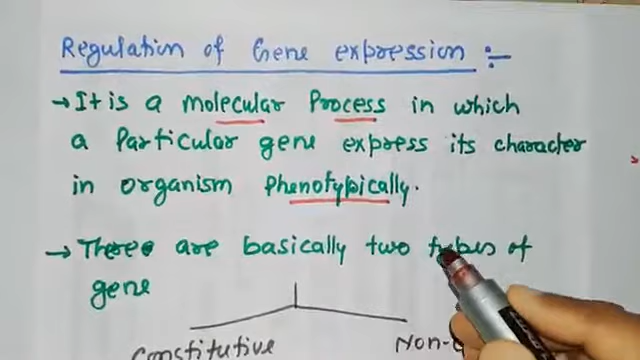 Regulation of Gene expression :-
→ It is a molecular Process in which
a Particular gene express its character
in organism Phenotypically.
→ There are basically two types of
gene
Constitutive Non-